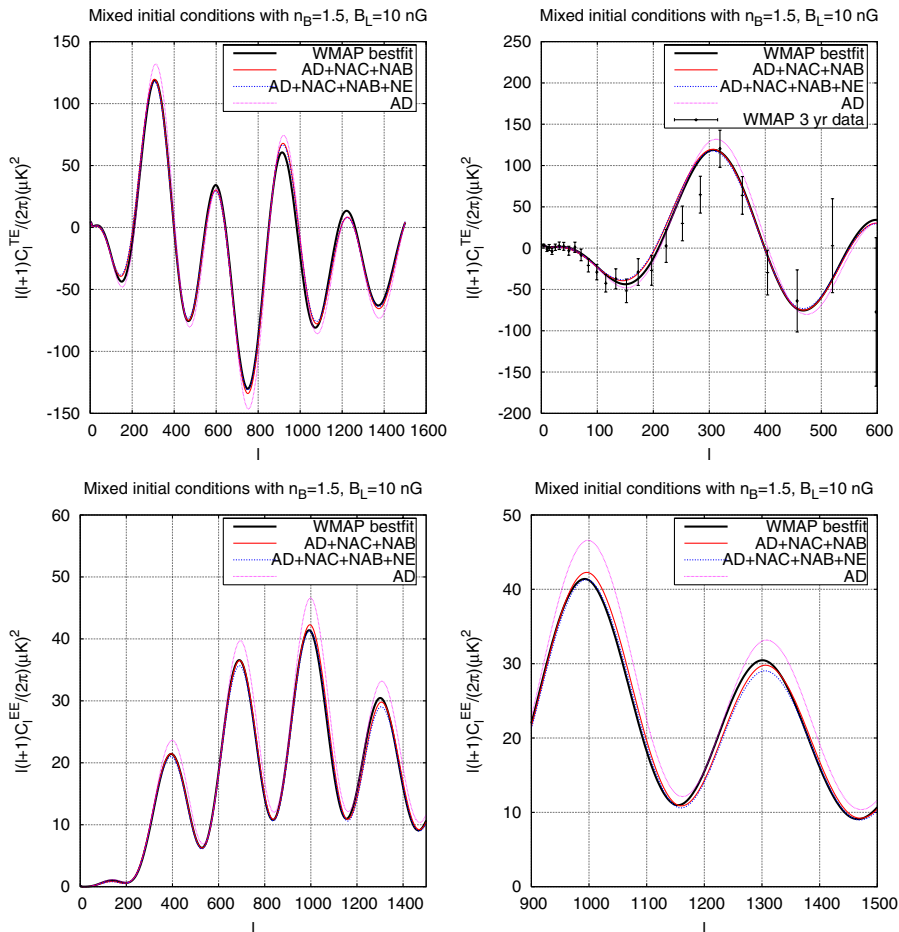 Mixed initial conditions with n_B=1.5, B_L=10 nG
l(l+1)C_l^TE/(2π)(μK)^2
150
100
50
0
-50
-100
-150
WMAP bestfit
AD+NAC+NAB
AD+NAC+NAB+NE
AD
0 200 400 600 800 1000 1200 1400 1600
l
Mixed initial conditions with n_B=1.5, B_L=10 nG
l(l+1)C_l^TE/(2π)(μK)^2
250
200
150
100
50
0
-50
-100
-150
-200
WMAP bestfit
AD+NAC+NAB
AD+NAC+NAB+NE
AD
WMAP 3 yr data
0 100 200 300 400 500 600
l
Mixed initial conditions with n_B=1.5, B_L=10 nG
l(l+1)C_l^EE/(2π)(μK)^2
60
50
40
30
20
10
0
WMAP bestfit
AD+NAC+NAB
AD+NAC+NAB+NE
AD
0 200 400 600 800 1000 1200 1400
l
Mixed initial conditions with n_B=1.5, B_L=10 nG
l(l+1)C_l^EE/(2π)(μK)^2
50
40
30
20
10
0
WMAP bestfit
AD+NAC+NAB
AD+NAC+NAB+NE
AD
900 1000 1100 1200 1300 1400 1500
l